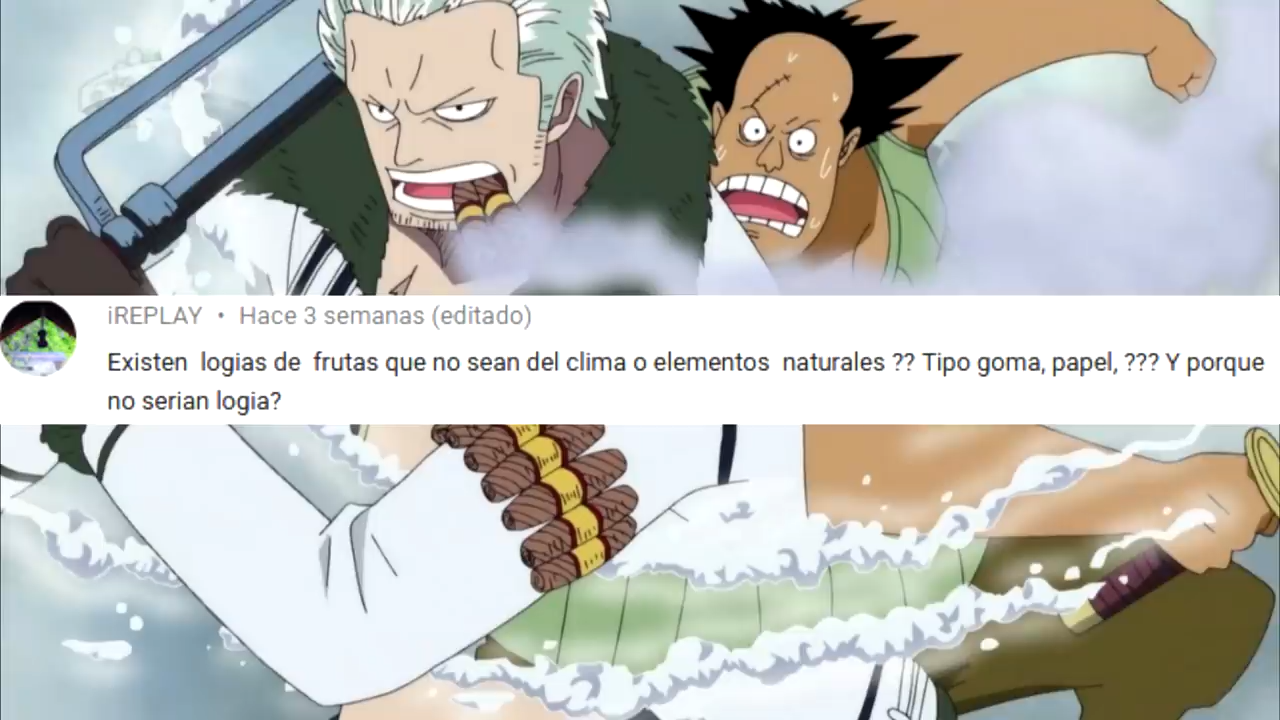 iREPLAY • Hace 3 semanas (editado)
Existen logias de frutas que no sean del clima o elementos naturales ?? Tipo goma, papel, ??? Y porque
no serian logia?